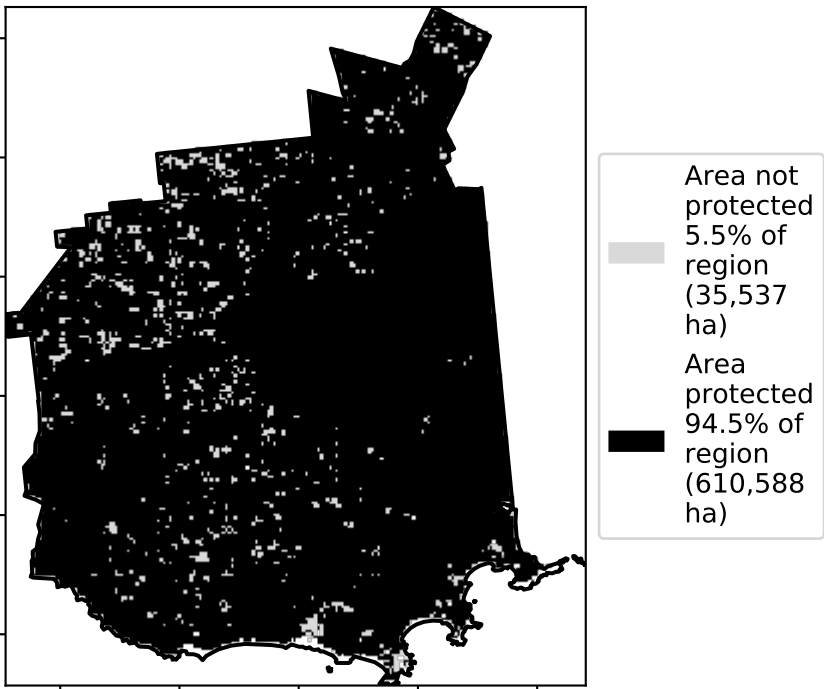 Area not
protected
5.5% of
region
(35,537
ha)
Area
protected
94.5% of
region
(610,588
ha)